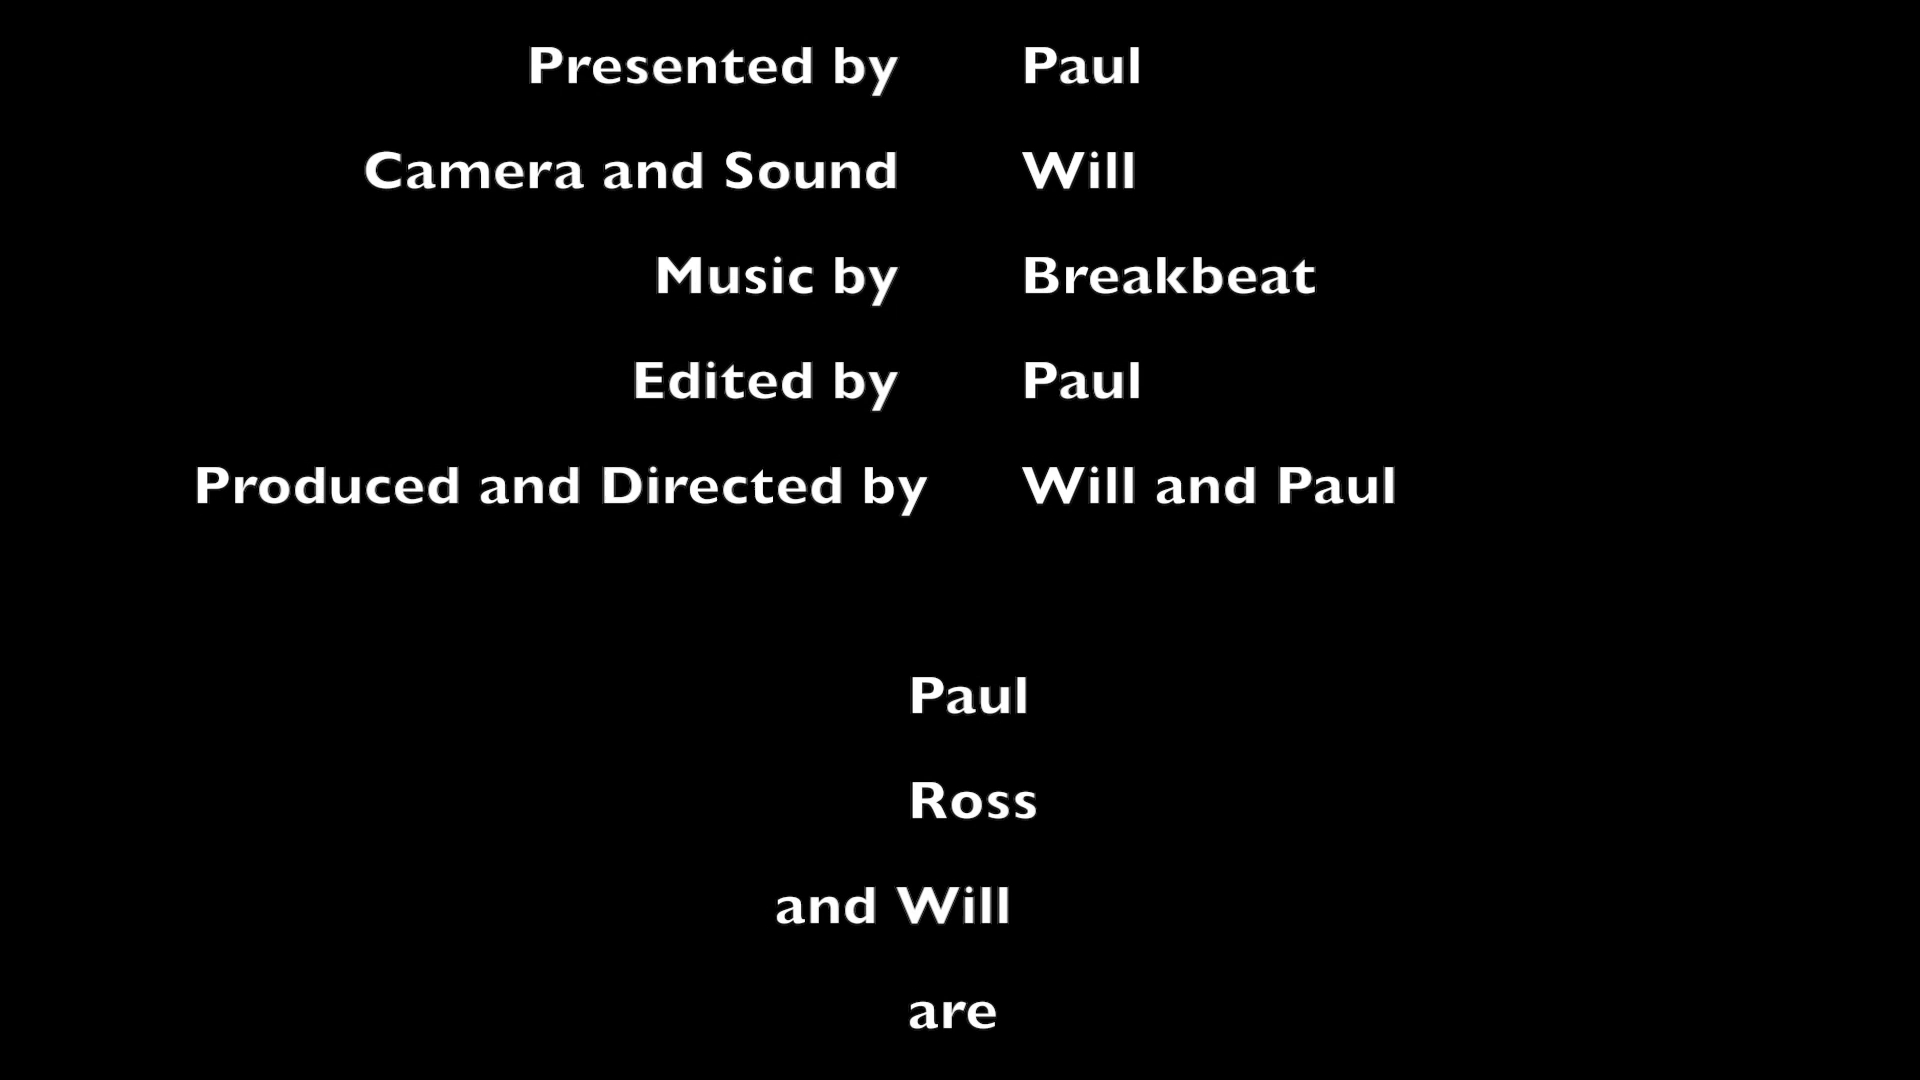 Presented by Paul
Camera and Sound Will
Music by Breakbeat
Edited by Paul
Produced and Directed by Will and Paul
Paul
Ross
and Will
are